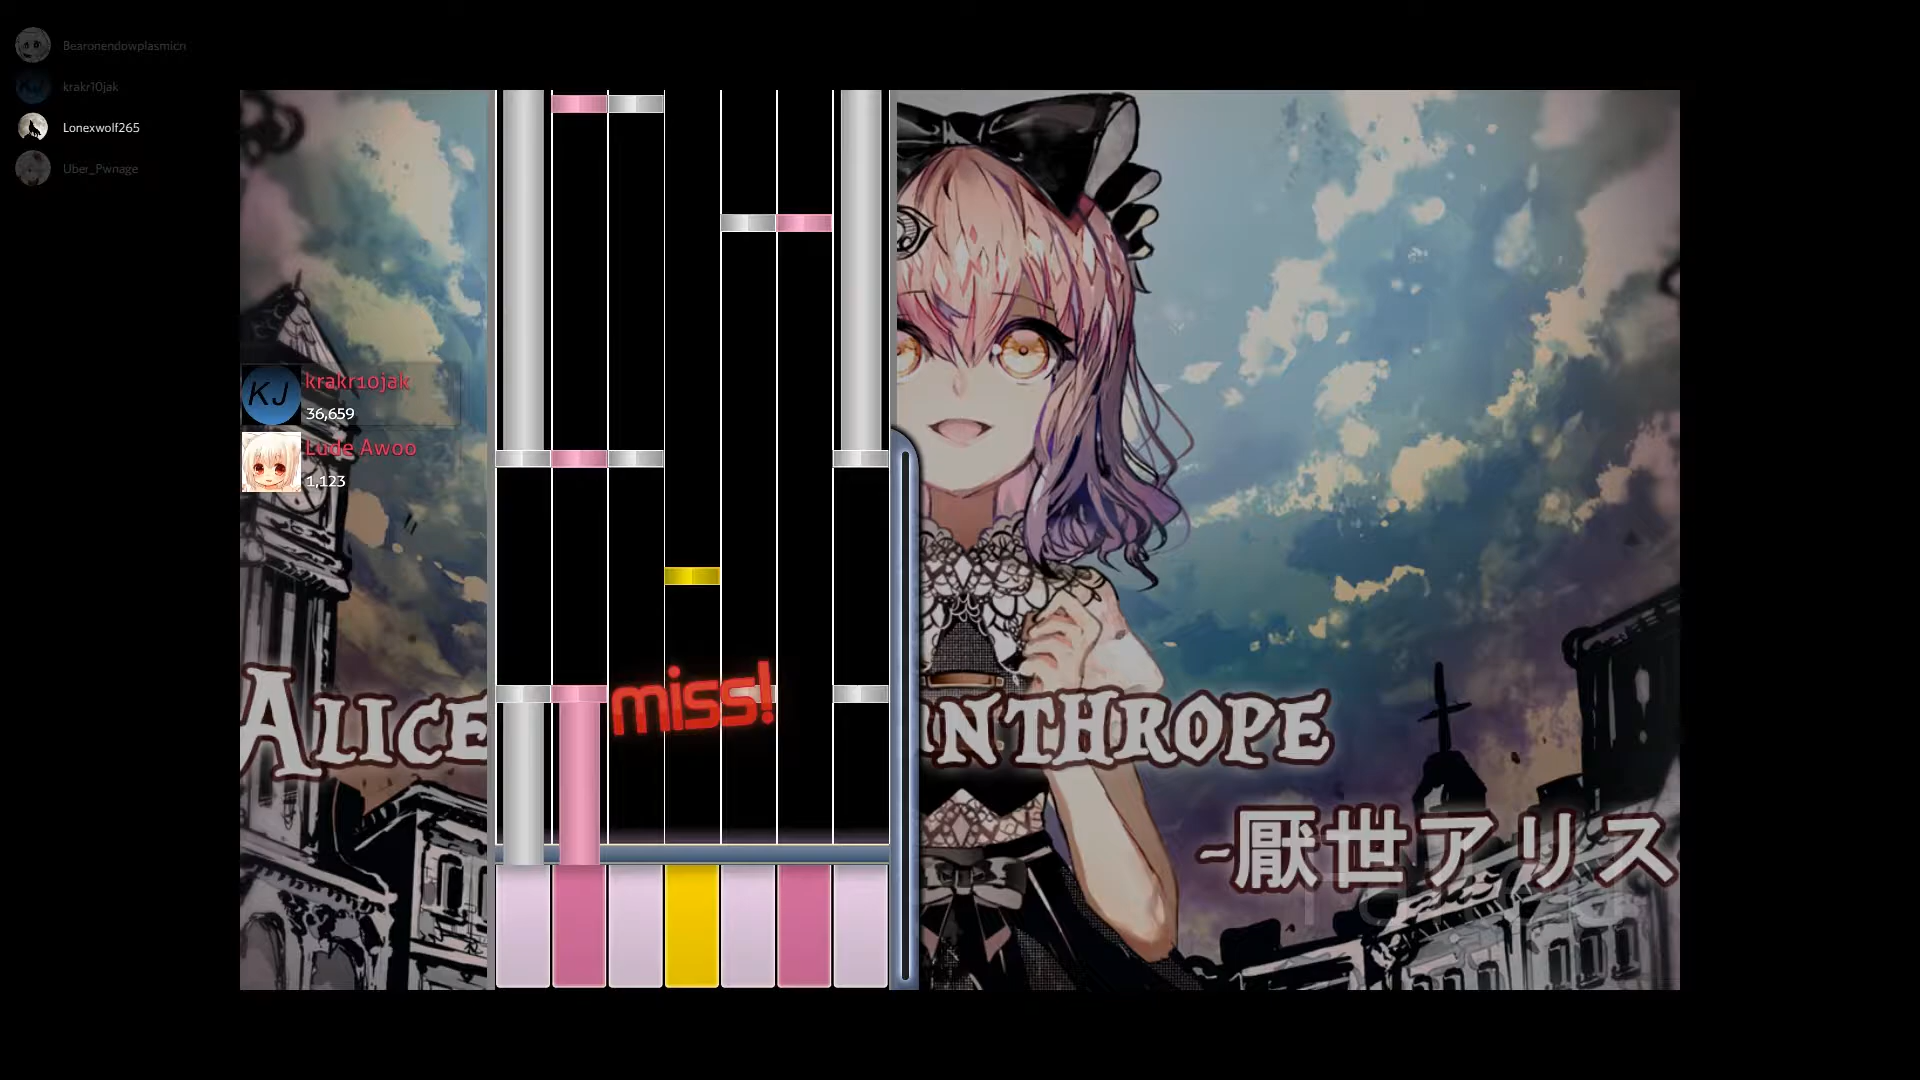 Bearonendowplasmicn
krakr10jak
Lonexwolf265
Uber_Pwnage
KJ
krakr10jak
36,659
Lude Awoo
1,123
miss!
ALICE
NTHROPE
-厭世アリス